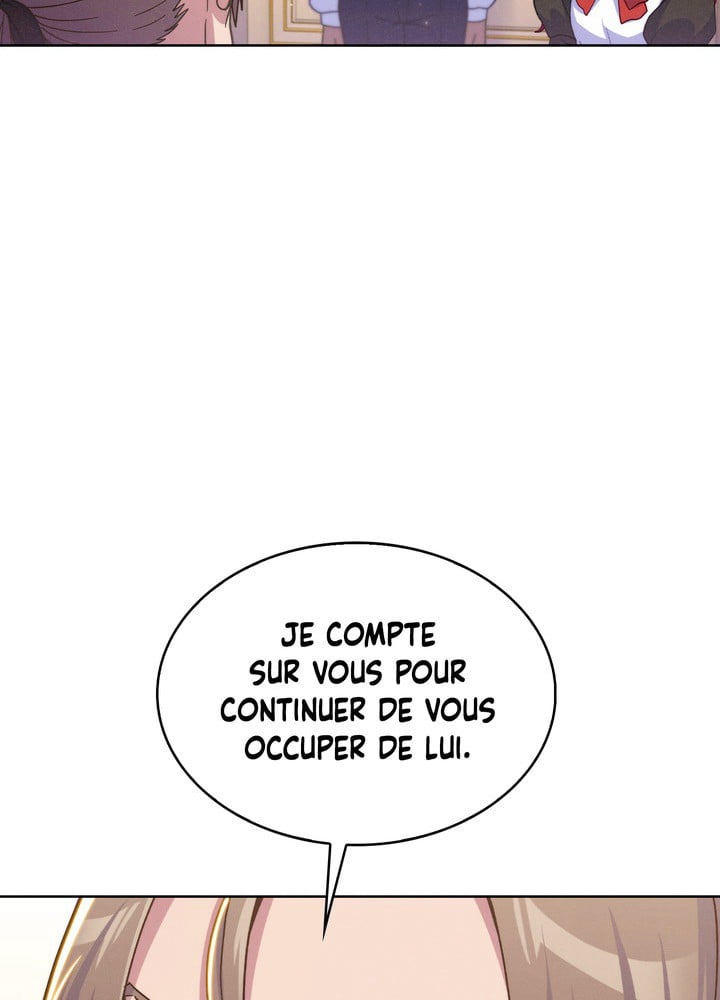 JE COMPTE
SUR VOUS POUR
CONTINUER DE VOUS
OCCUPER DE LUI.